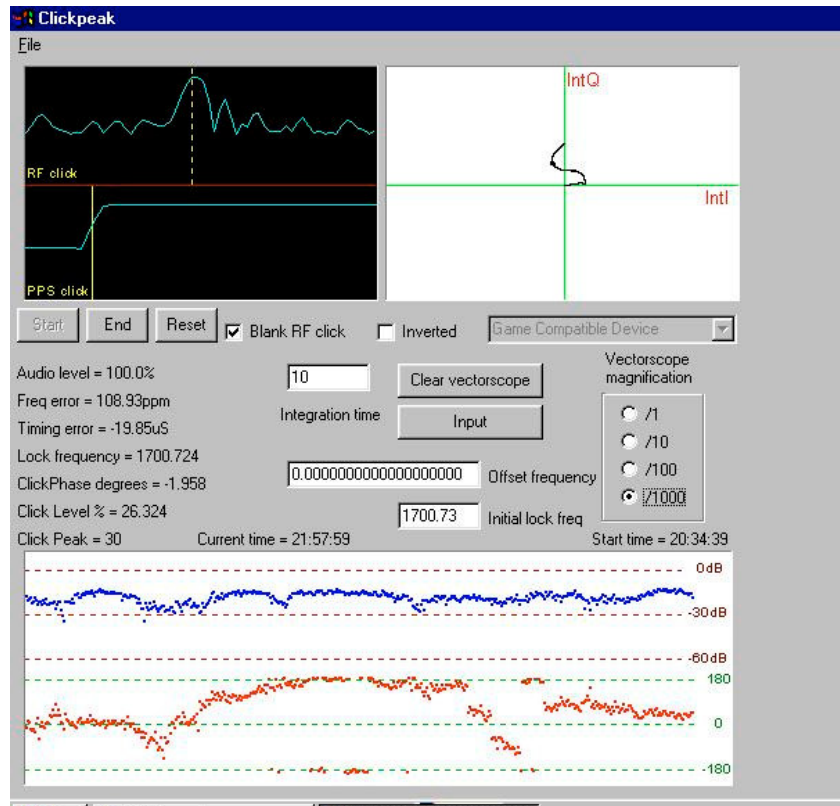 Clickpeak
File
RF click
PPS click
IntQ
IntI
Start End Reset Blank RF click Inverted Game Compatible Device
Audio level = 100.0%
Freq error = 108.93ppm
Timing error = -19.85uS
Lock frequency = 1700.724
ClickPhase degrees = -1.958
Click Level % = 26.324
Click Peak = 30
10
Integration time
Clear vectorscope
Input
Vectorscope
magnification
/1
/10
/100
/1000
0.0000000000000000000 Offset frequency
1700.73 Initial lock freq
Current time = 21:57:59
Start time = 20:34:39
0dB
-30dB
-60dB
180
0
-180